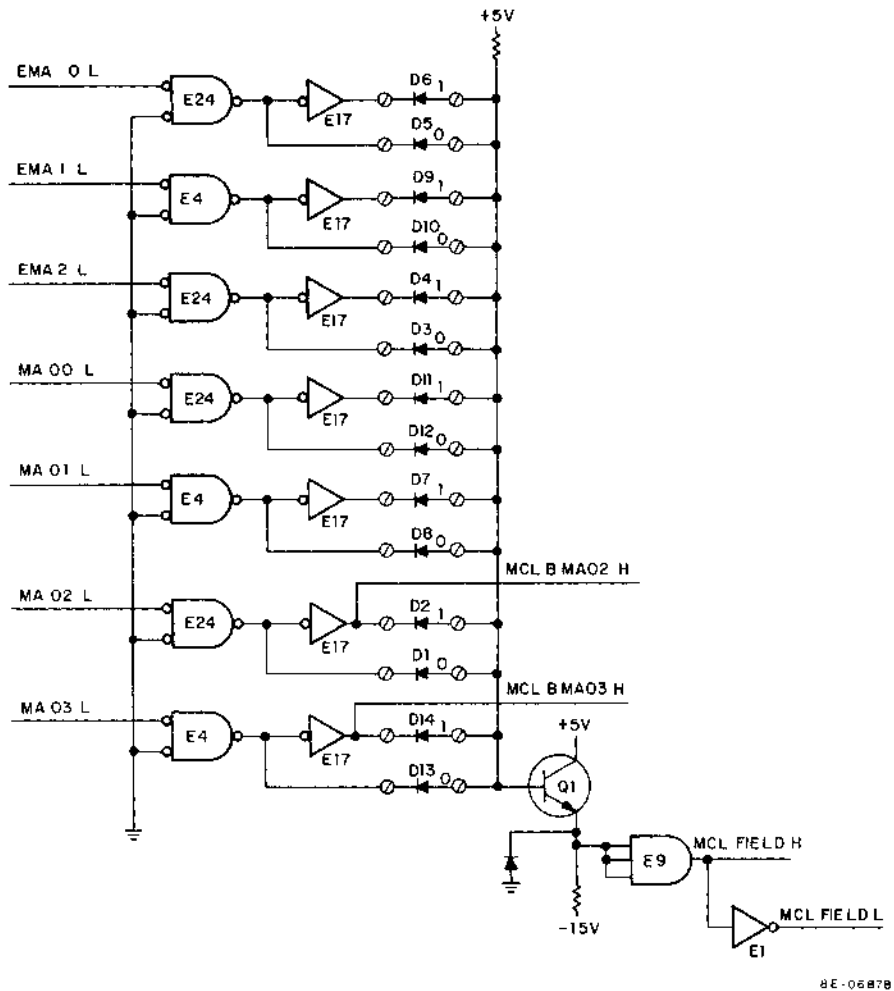 +5V
EMA 0 L
E24
E17
D6 1
D5 0
EMA 1 L
E4
E17
D9 1
D10 0
EMA 2 L
E24
E17
D4 1
D3 0
MA 00 L
E24
E17
D11 1
D12 0
MA 01 L
E4
E17
D7 1
D8 0
MCL B MA02 H
MA 02 L
E24
E17
D2 1
D1 0
MCL B MA03 H
MA 03 L
E4
E17
D14 1
D13 0
+5V
Q1
E9
MCL FIELD H
-15V
MCL FIELD L
E1